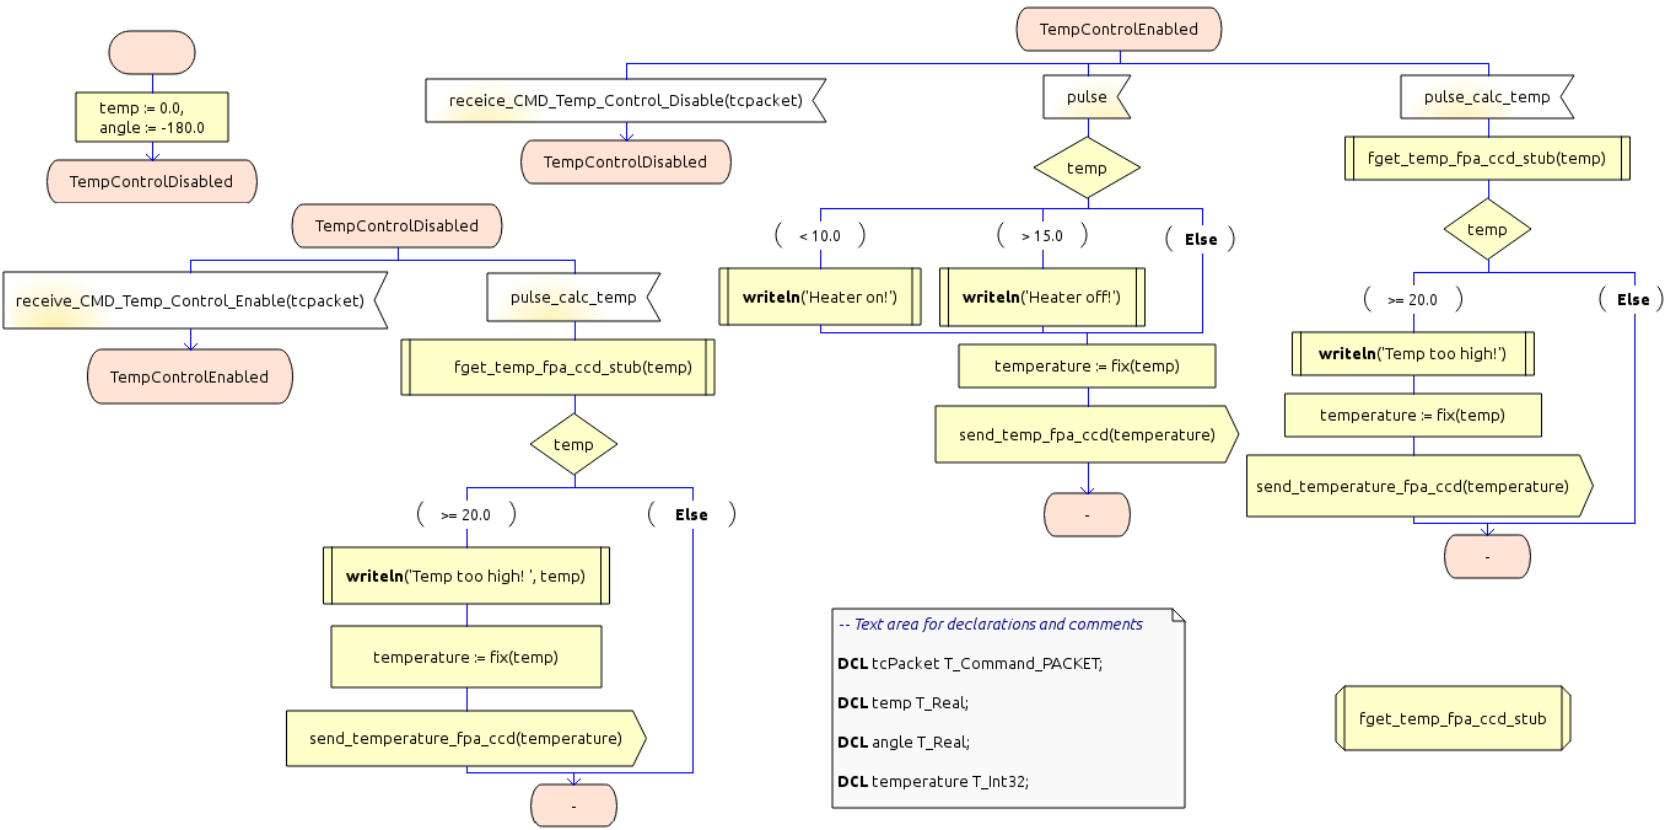 temp := 0.0,
angle := -180.0
TempControlDisabled
TempControlDisabled
receive_CMD_Temp_Control_Enable(tcpacket)
TempControlEnabled
pulse_calc_temp
fget_temp_fpa_ccd_stub(temp)
temp
>= 20.0
Else
writeln('Temp too high! ', temp)
temperature := fix(temp)
send_temperature_fpa_ccd(temperature)
-
TempControlEnabled
receice_CMD_Temp_Control_Disable(tcpacket)
TempControlDisabled
pulse
temp
< 10.0
> 15.0
Else
writeln('Heater on!')
writeln('Heater off!')
temperature := fix(temp)
send_temp_fpa_ccd(temperature)
-
pulse_calc_temp
fget_temp_fpa_ccd_stub(temp)
temp
>= 20.0
Else
writeln('Temp too high!')
temperature := fix(temp)
send_temperature_fpa_ccd(temperature)
-
-- Text area for declarations and comments
DCL tcPacket T_Command_PACKET;
DCL temp T_Real;
DCL angle T_Real;
DCL temperature T_Int32;
fget_temp_fpa_ccd_stub